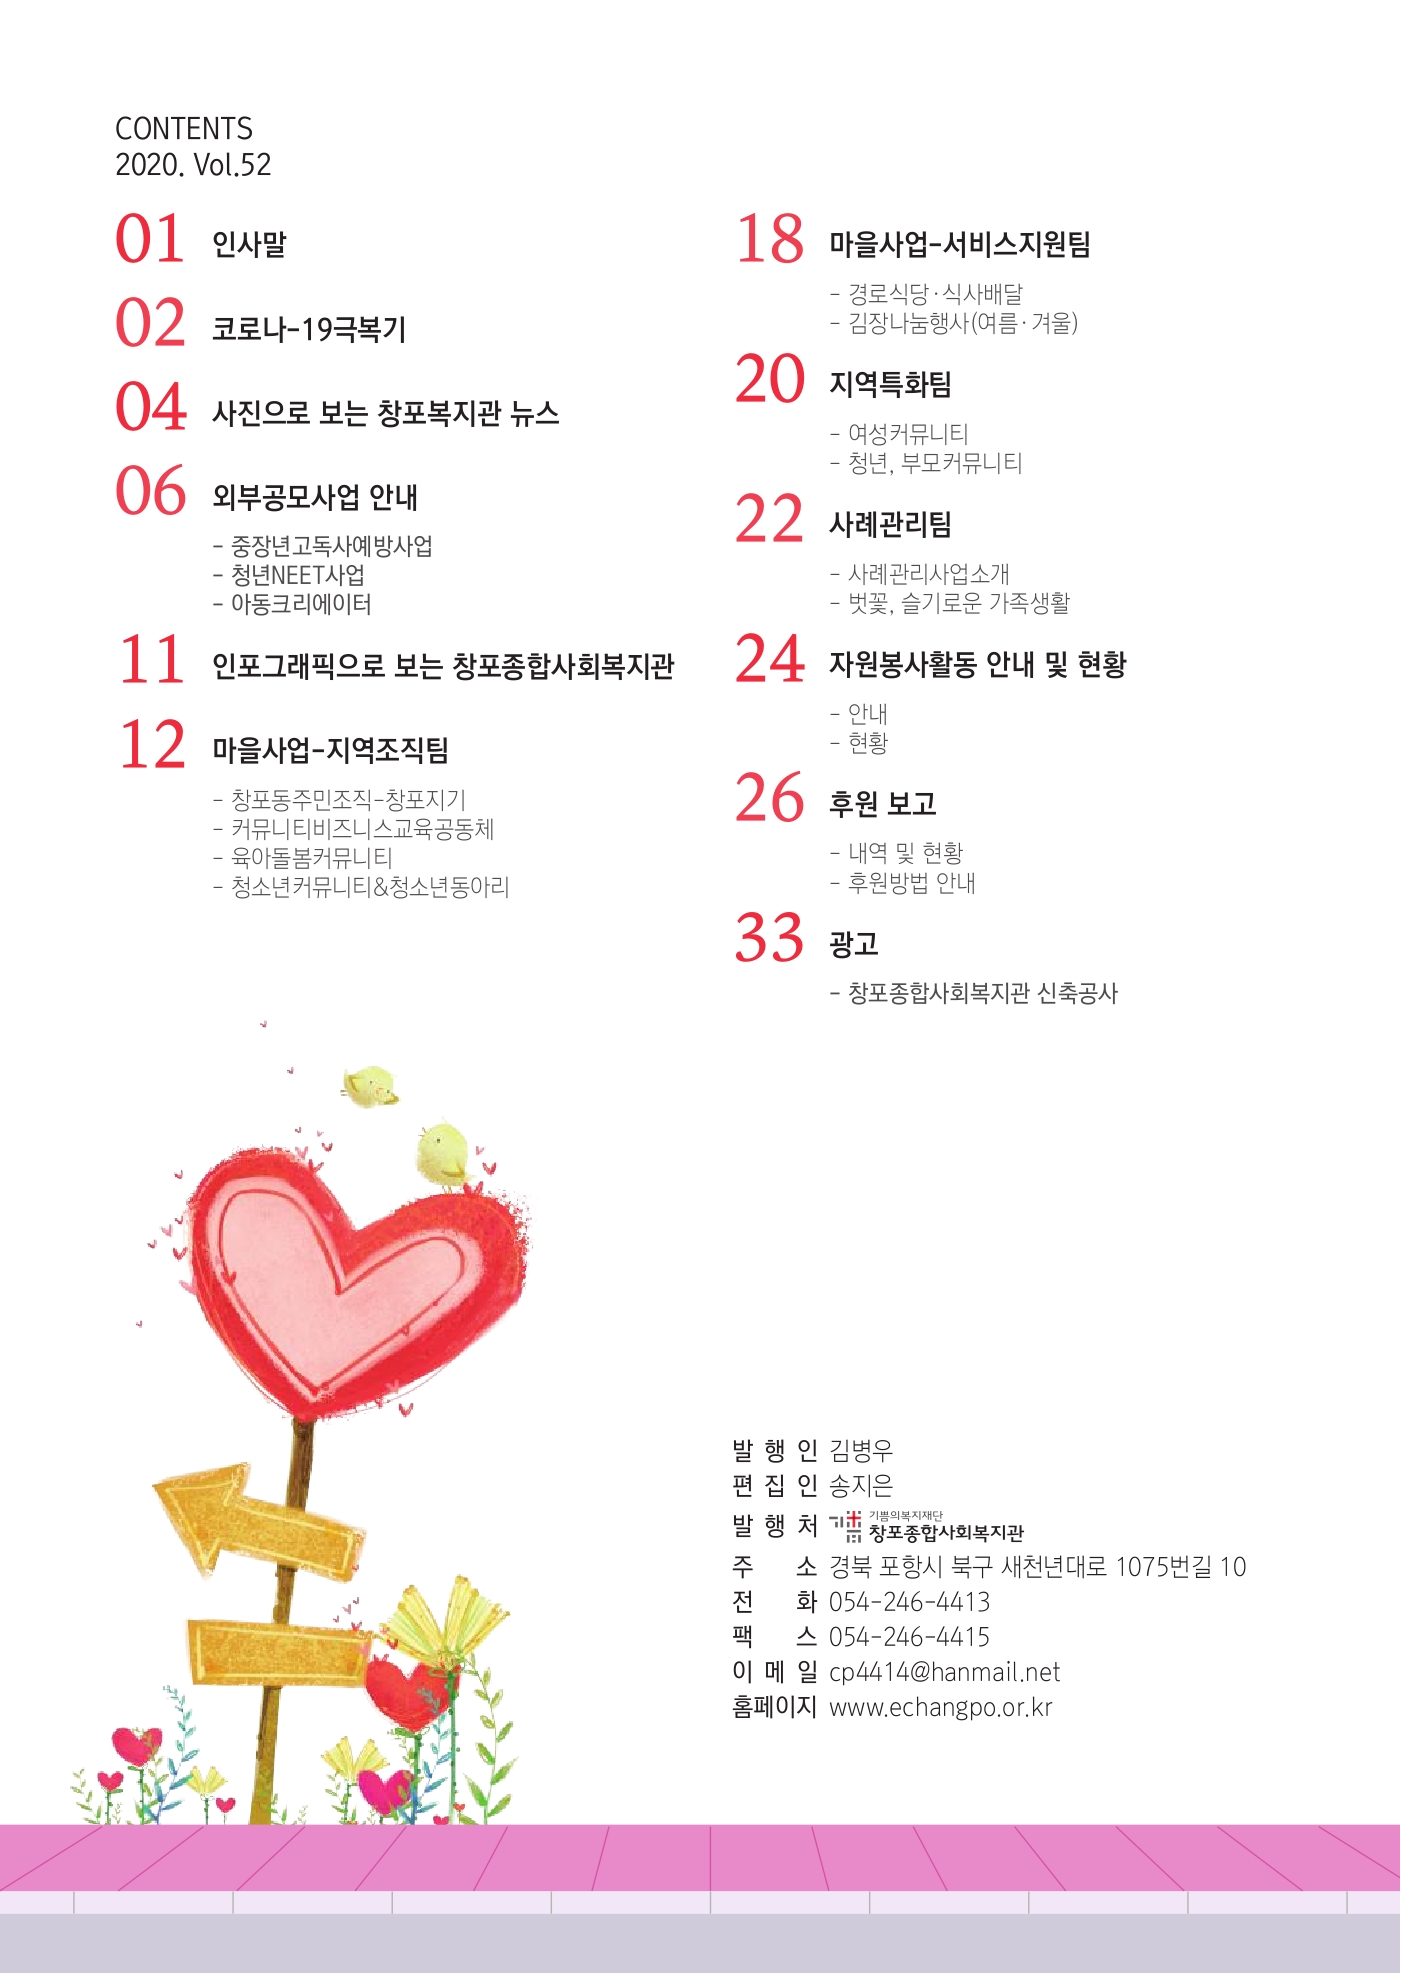 CONTENTS
2020. Vol.52
01 인사말
02 코로나-19극복기
04 사진으로 보는 창포복지관 뉴스
06 외부공모사업 안내
- 중장년고독사예방사업
- 청년NEET사업
- 아동크리에이터
11 인포그래픽으로 보는 창포종합사회복지관
12 마을사업-지역조직팀
- 창포동주민조직-창포지기
- 커뮤니티비즈니스교육공동체
- 육아돌봄커뮤니티
- 청소년커뮤니티&청소년동아리
18 마을사업-서비스지원팀
- 경로식당·식사배달
- 김장나눔행사(여름·겨울)
20 지역특화팀
- 여성커뮤니티
- 청년, 부모커뮤니티
22 사례관리팀
- 사례관리사업소개
- 벗꽃, 슬기로운 가족생활
24 자원봉사활동 안내 및 현황
- 안내
- 현황
26 후원 보고
- 내역 및 현황
- 후원방법 안내
33 광고
- 창포종합사회복지관 신축공사
발 행 인 김병우
편 집 인 송지은
발 행 처 기쁨의복지재단
창포종합사회복지관
주 소 경북 포항시 북구 새천년대로 1075번길 10
전 화 054-246-4413
팩 스 054-246-4415
이 메 일 cp4414@hanmail.net
홈페이지 www.echangpo.or.kr